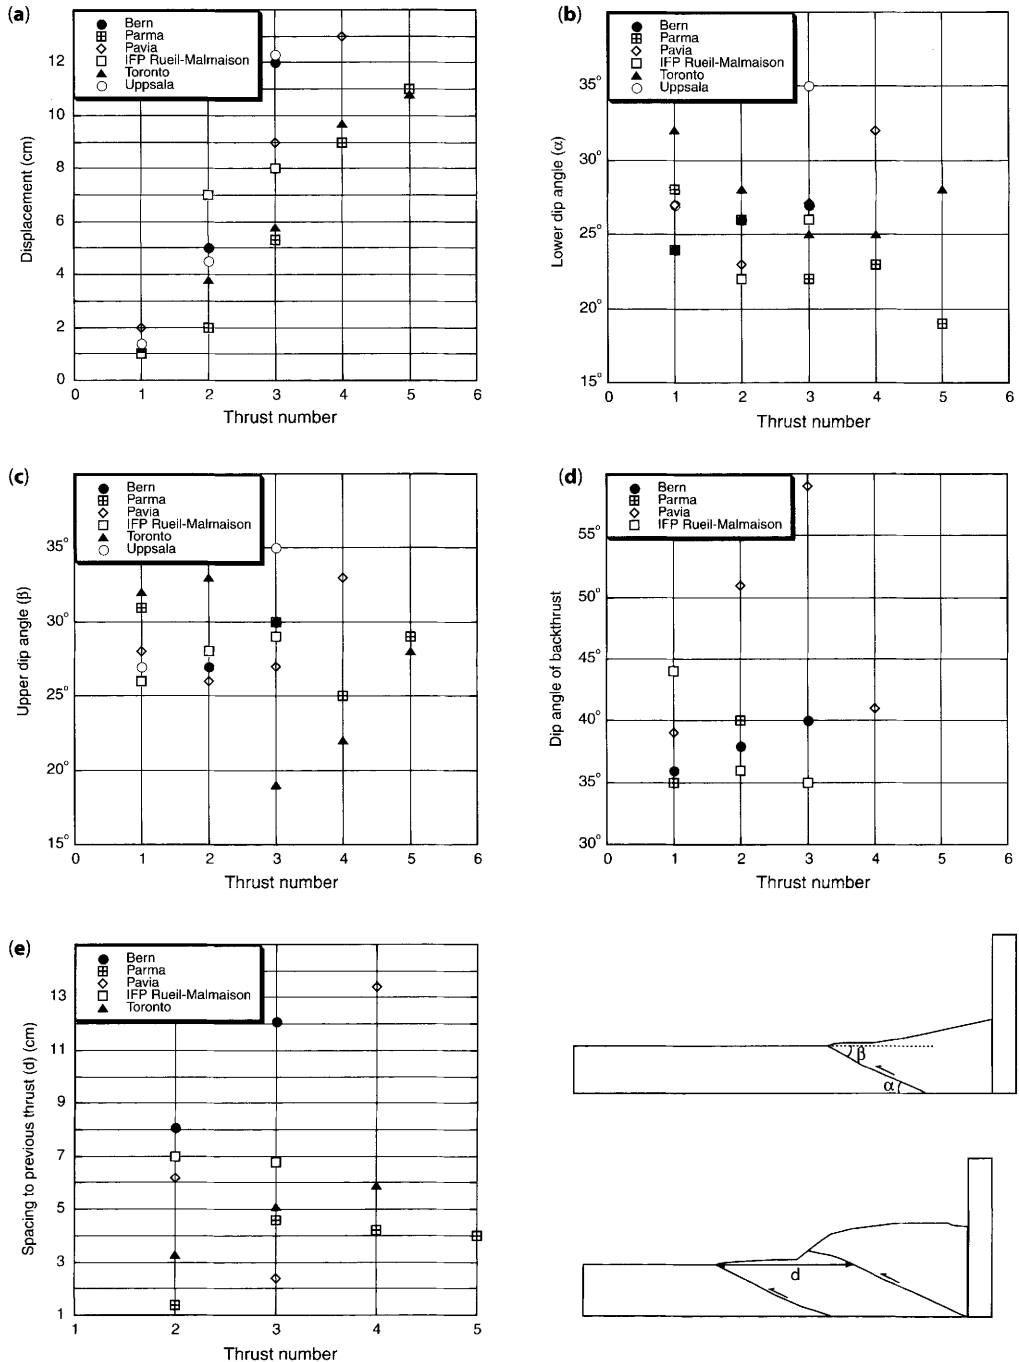 (a)
Bern
Parma
Pavia
IFP Rueil-Malmaison
Toronto
Uppsala
12
10
8
6
4
2
0
Displacement (cm)
0 1 2 3 4 5 6
Thrust number
(b)
Bern
Parma
Pavia
IFP Rueil-Malmaison
Toronto
Uppsala
35°
30°
25°
20°
15°
Lower dip angle (α)
0 1 2 3 4 5 6
Thrust number
(c)
Bern
Parma
Pavia
IFP Rueil-Malmaison
Toronto
Uppsala
35°
30°
25°
20°
15°
Upper dip angle (β)
0 1 2 3 4 5 6
Thrust number
(d)
Bern
Parma
Pavia
IFP Rueil-Malmaison
55°
50°
45°
40°
35°
30°
Dip angle of backthrust
0 1 2 3 4 5 6
Thrust number
(e)
Bern
Parma
Pavia
IFP Rueil-Malmaison
Toronto
13
11
9
7
5
3
1
Spacing to previous thrust (d) (cm)
1 2 3 4 5
Thrust number
β
α
d